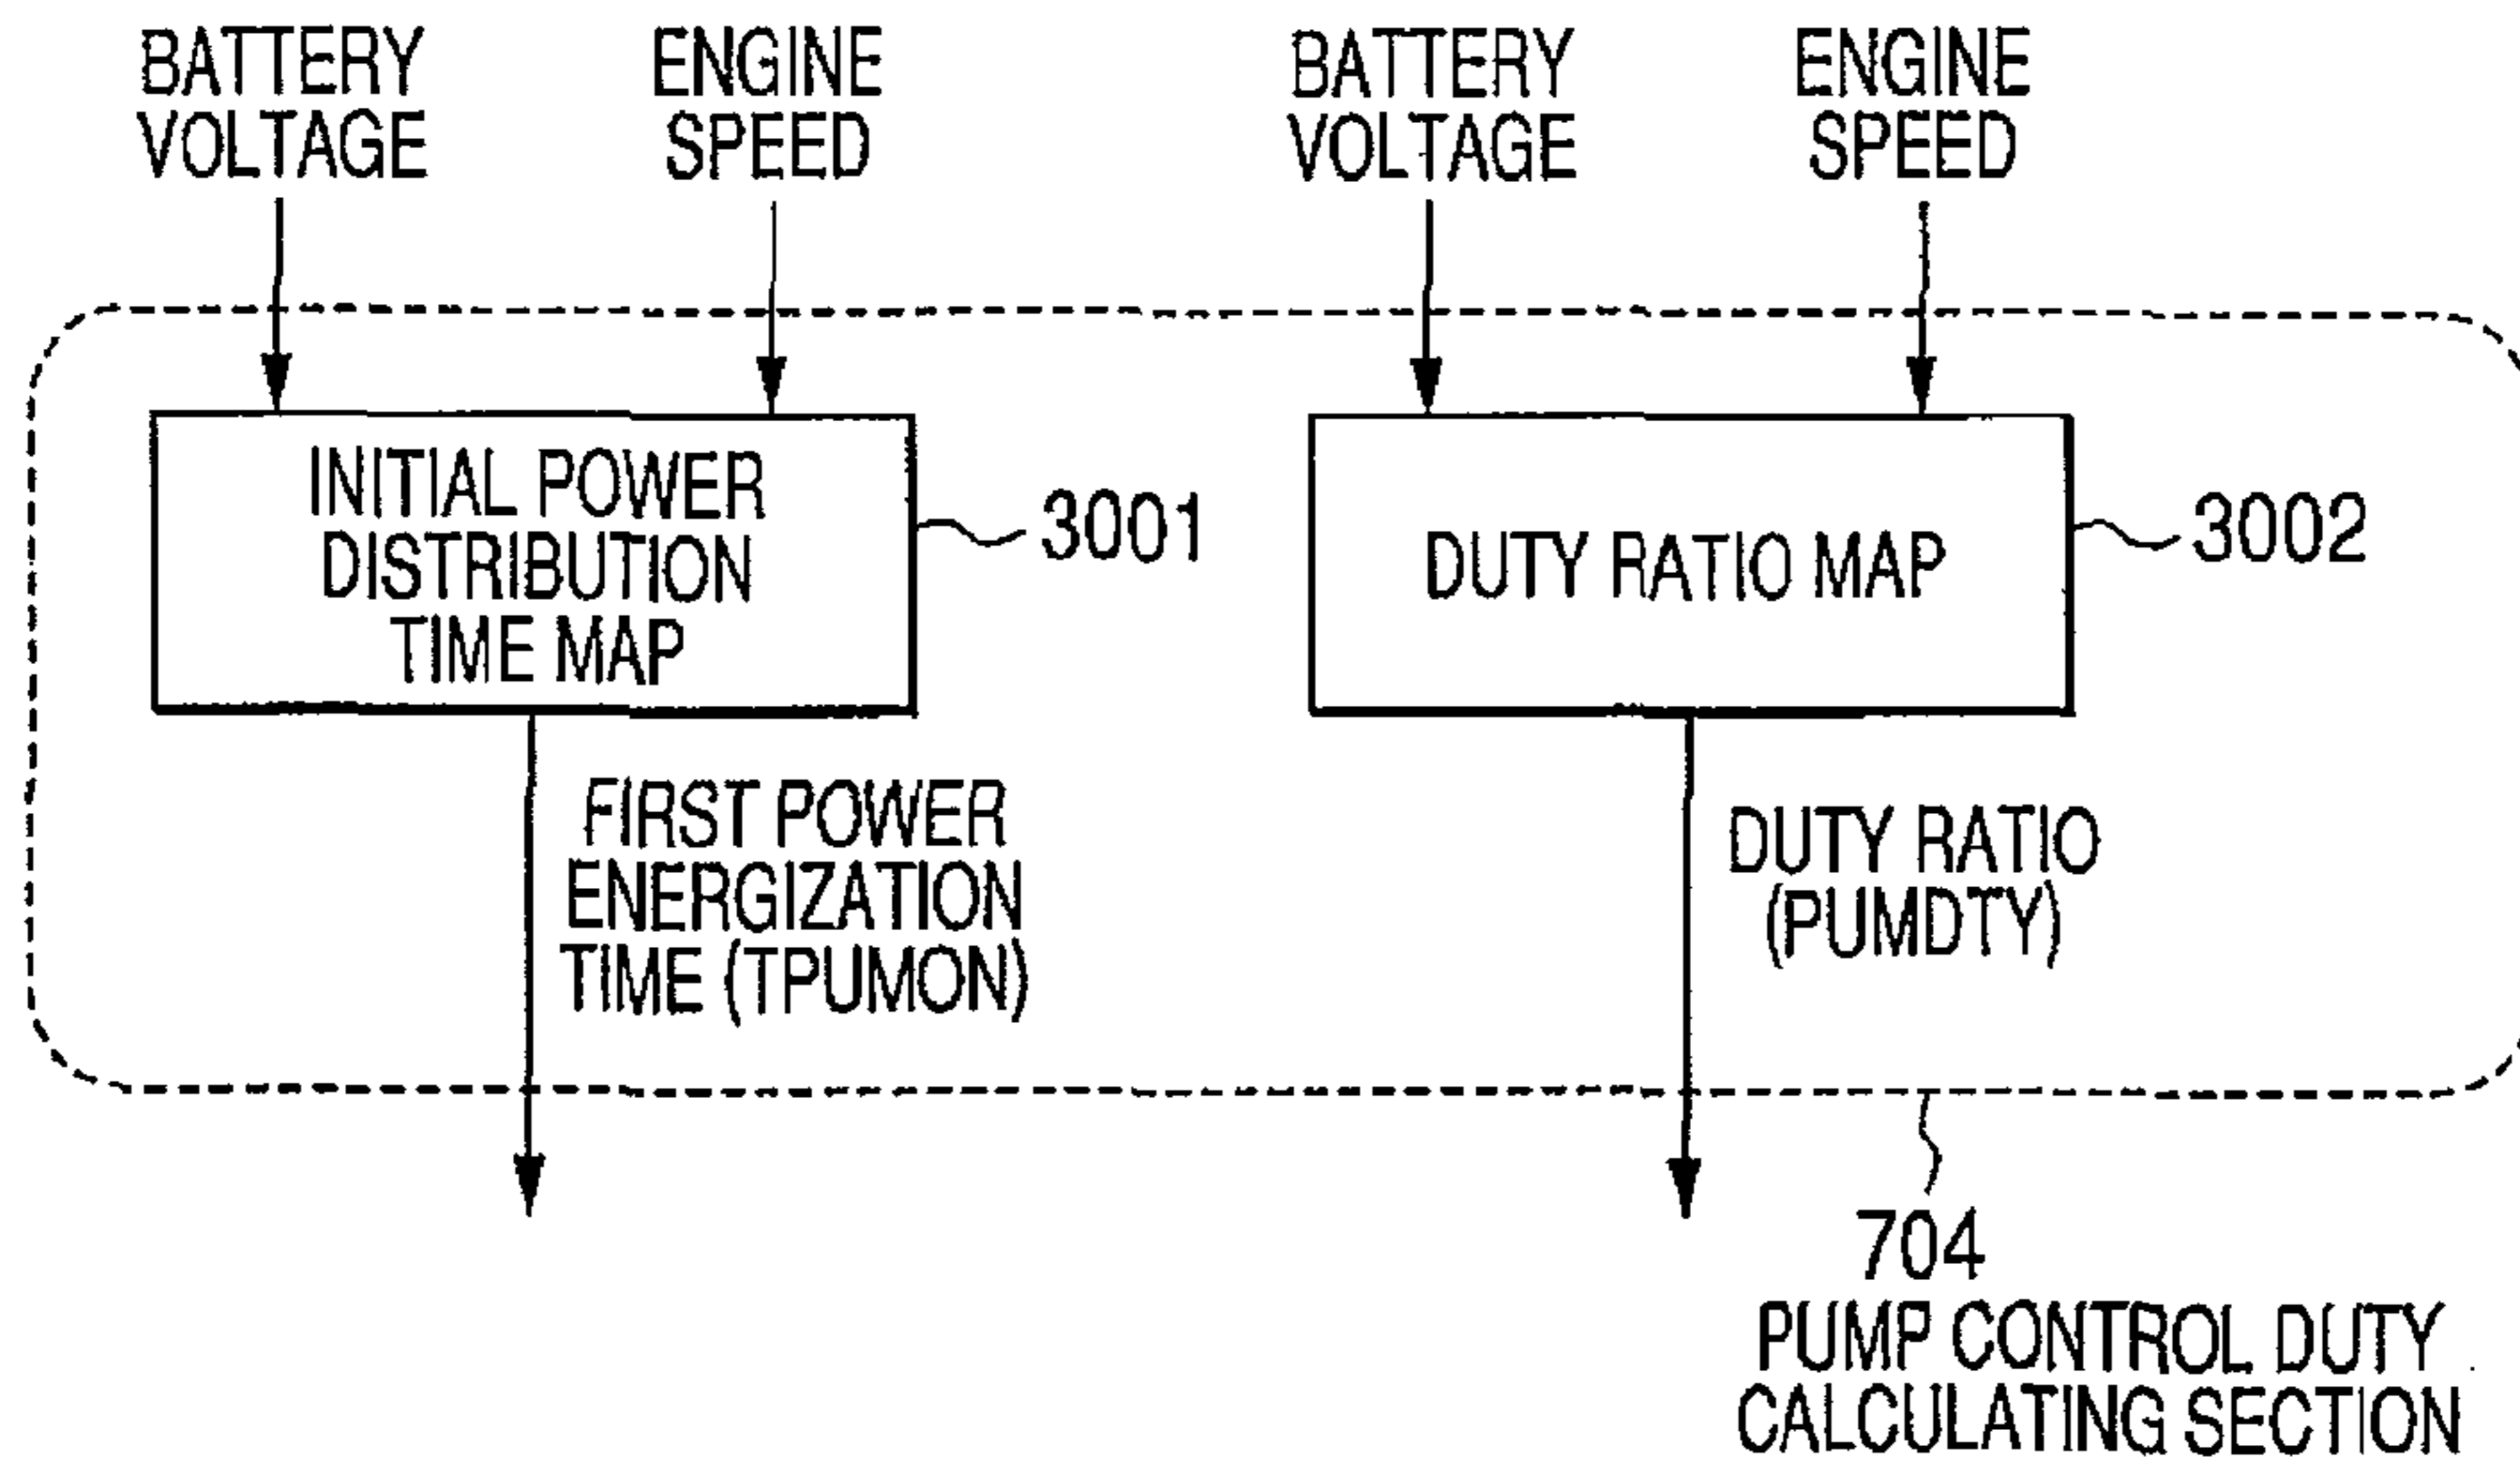 BATTERY
VOLTAGE
ENGINE
SPEED
BATTERY
VOLTAGE
ENGINE
SPEED
INITIAL POWER
DISTRIBUTION
TIME MAP
3001
DUTY RATIO MAP
3002
FIRST POWER
ENERGIZATION
TIME (TPUMON)
DUTY RATIO
(PUMDTY)
704
PUMP CONTROL DUTY
CALCULATING SECTION